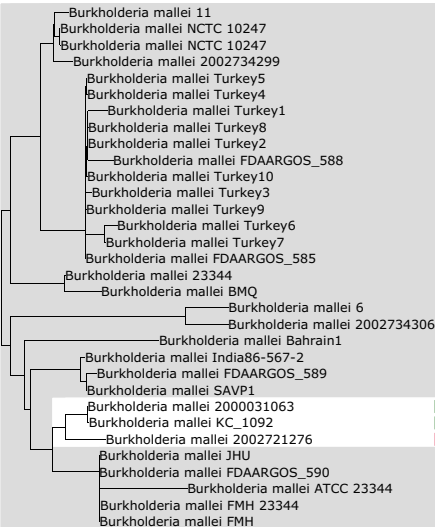 Burkholderia mallei 11
Burkholderia mallei NCTC 10247
Burkholderia mallei NCTC 10247
Burkholderia mallei 2002734299
Burkholderia mallei Turkey5
Burkholderia mallei Turkey4
Burkholderia mallei Turkey1
Burkholderia mallei Turkey8
Burkholderia mallei Turkey2
Burkholderia mallei FDAARGOS_588
Burkholderia mallei Turkey10
Burkholderia mallei Turkey3
Burkholderia mallei Turkey9
Burkholderia mallei Turkey6
Burkholderia mallei Turkey7
Burkholderia mallei FDAARGOS_585
Burkholderia mallei 23344
Burkholderia mallei BMQ
Burkholderia mallei 6
Burkholderia mallei 2002734306
Burkholderia mallei Bahrain1
Burkholderia mallei India86-567-2
Burkholderia mallei FDAARGOS_589
Burkholderia mallei SAVP1
Burkholderia mallei 2000031063
Burkholderia mallei KC_1092
Burkholderia mallei 2002721276
Burkholderia mallei JHU
Burkholderia mallei FDAARGOS_590
Burkholderia mallei ATCC 23344
Burkholderia mallei FMH 23344
Burkholderia mallei FMH